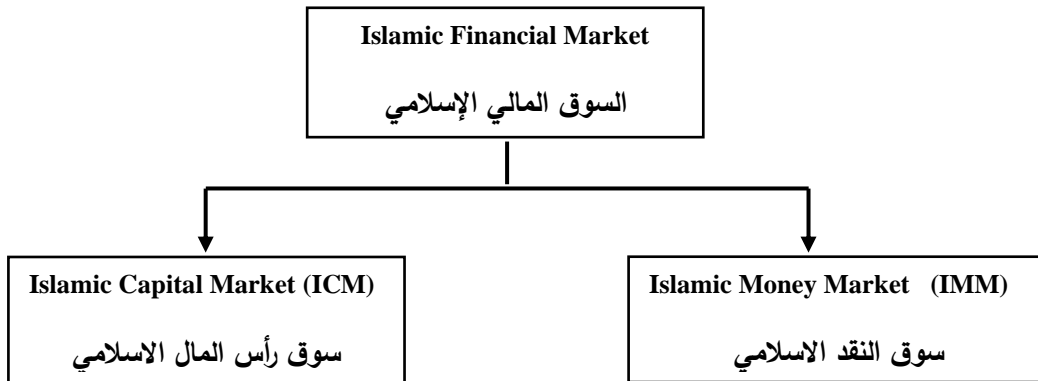 Islamic Financial Market
السوق المالي الإسلامي
Islamic Capital Market (ICM)
سوق رأس المال الاسلامي
Islamic Money Market (IMM)
سوق النقد الاسلامي